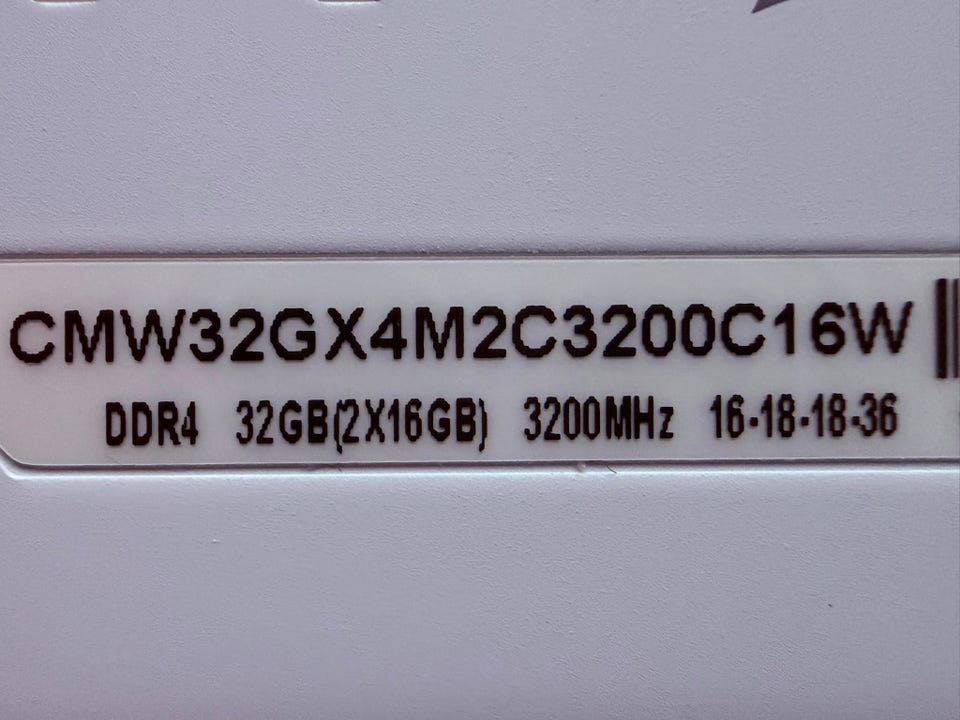 CMW32GX4M2C3200C16W
DDR4 32GB(2X16GB) 3200MHz 16-18-18-36